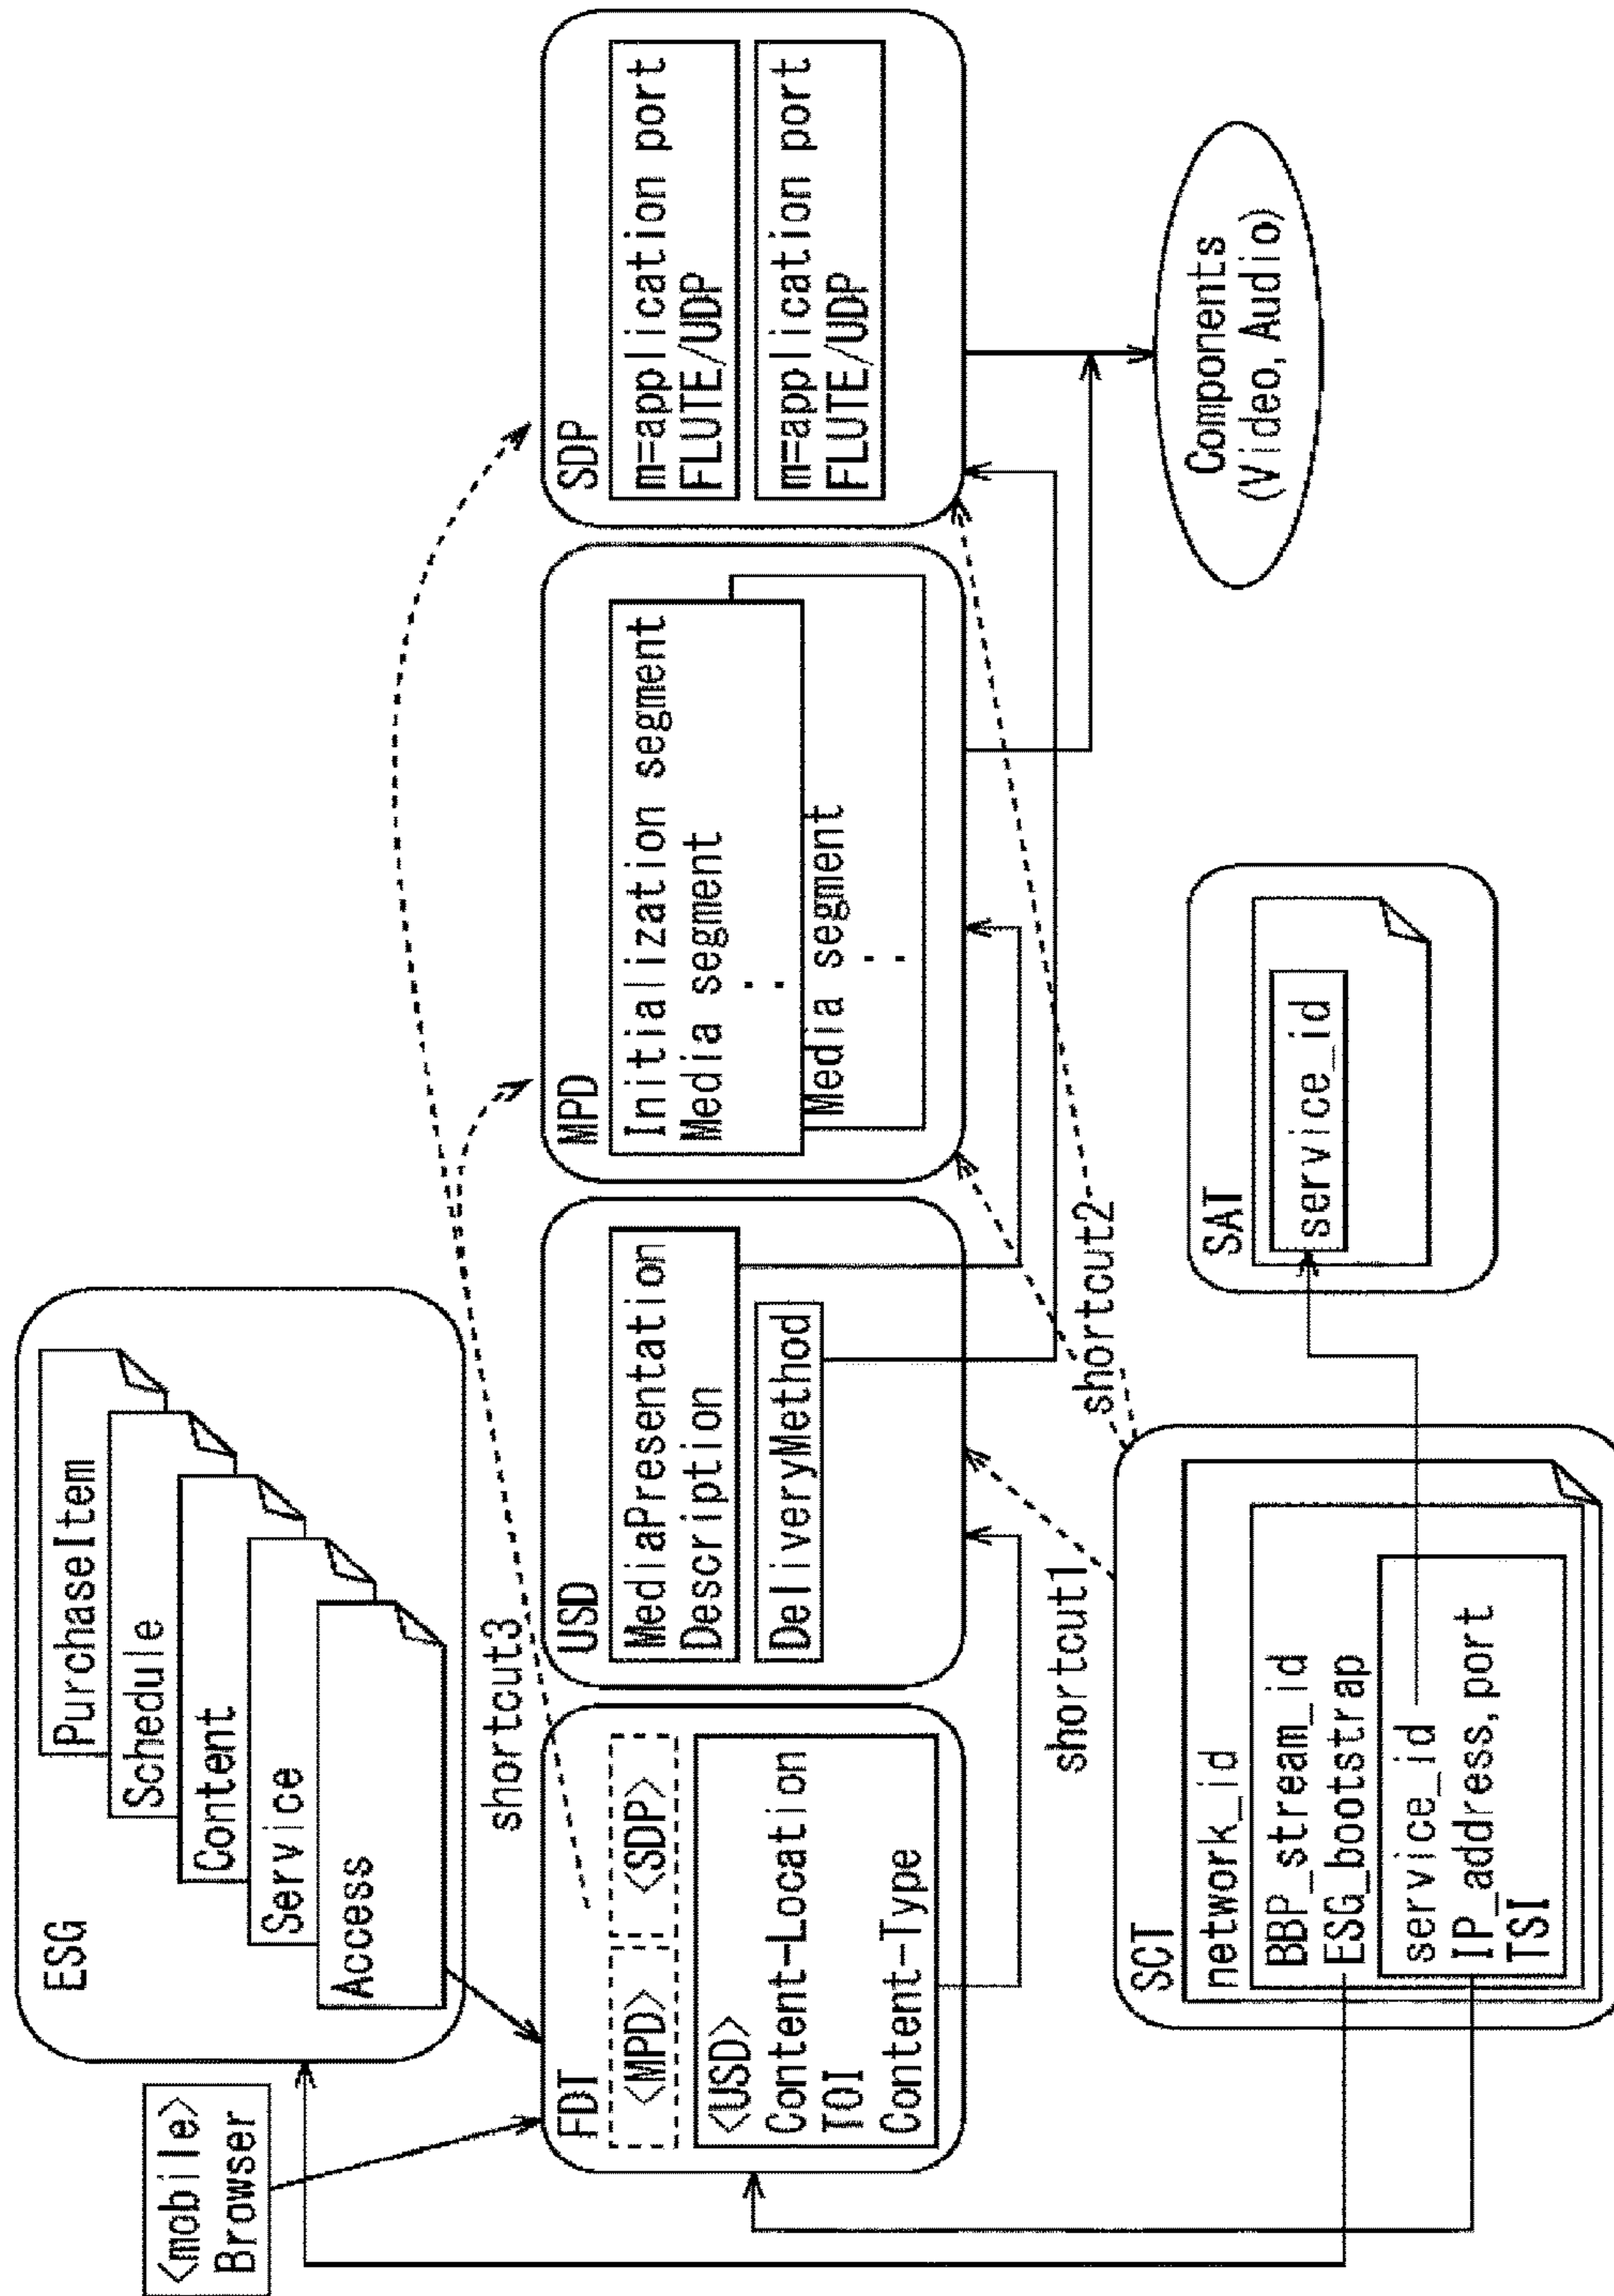 <mobile>
Browser
ESG
PurchaseItem
Schedule
Content
Service
Access
shortcut3
FDT
<MPD>
<SDP>
<USD>
Content-Location
TOI
Content-Type
USD
MediaPresentation
Description
DeliveryMethod
MPD
Initialization segment
Media segment
:
Media segment
:
SDP
m=application port
FLUTE/UDP
m=application port
FLUTE/UDP
shortcut1
shortcut2
SCT
network_id
BBP_stream_id
ESG_bootstrap
service_id
IP_address,port
TSI
SAT
service_id
Components
(Video, Audio)